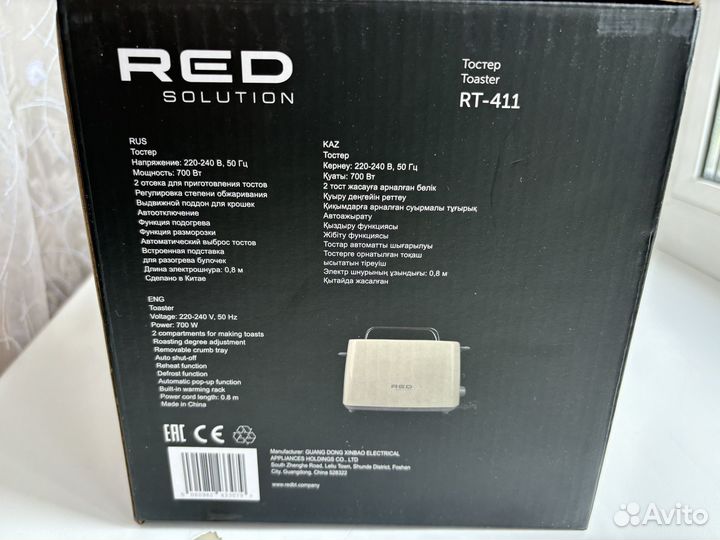 RED
SOLUTION
Тостер
Toaster
RT-411
RUS
Тостер
Напряжение: 220-240 В, 50 Гц
Мощность: 700 Вт
2 отсека для приготовления тостов
Регулировка степени обжаривания
Выдвижной поддон для крошек
Автоотключение
Функция подогрева
Функция разморозки
Автоматический выброс тостов
Встроенная подставка
для разогрева булочек
Длина электрошнура: 0,8 м
Сделано в Китае
KAZ
Тостер
Кернеу: 220-240 В, 50 Гц
Қуаты: 700 Вт
2 тост жасауға арналған бөлік
Қуыру деңгейін реттеу
Қиқымдарға арналған суырмалы тұғырық
Автоажырату
Қыздыру функциясы
Жібіту функциясы
Тостар автоматты шығарылуы
Тостерге орнатылған тоқаш
ысытатын тіреуіш
Электр шнурының ұзындығы: 0,8 м
Қытайда жасалған
ENG
Toaster
Voltage: 220-240 V, 50 Hz
Power: 700 W
2 compartments for making toasts
Roasting degree adjustment
Removable crumb tray
Auto shut-off
Reheat function
Defrost function
Automatic pop-up function
Built-in warming rack
Power cord length: 0.8 m
Made in China
RED
EAC CE
Manufacturer: GUANG DONG XINBAO ELECTRICAL
APPLIANCES HOLDINGS CO., LTD
South Zhenghe Road, Leliu Town, Shunde District, Foshan
City, Guangdong, China 528322
www.redbt.company
Avito